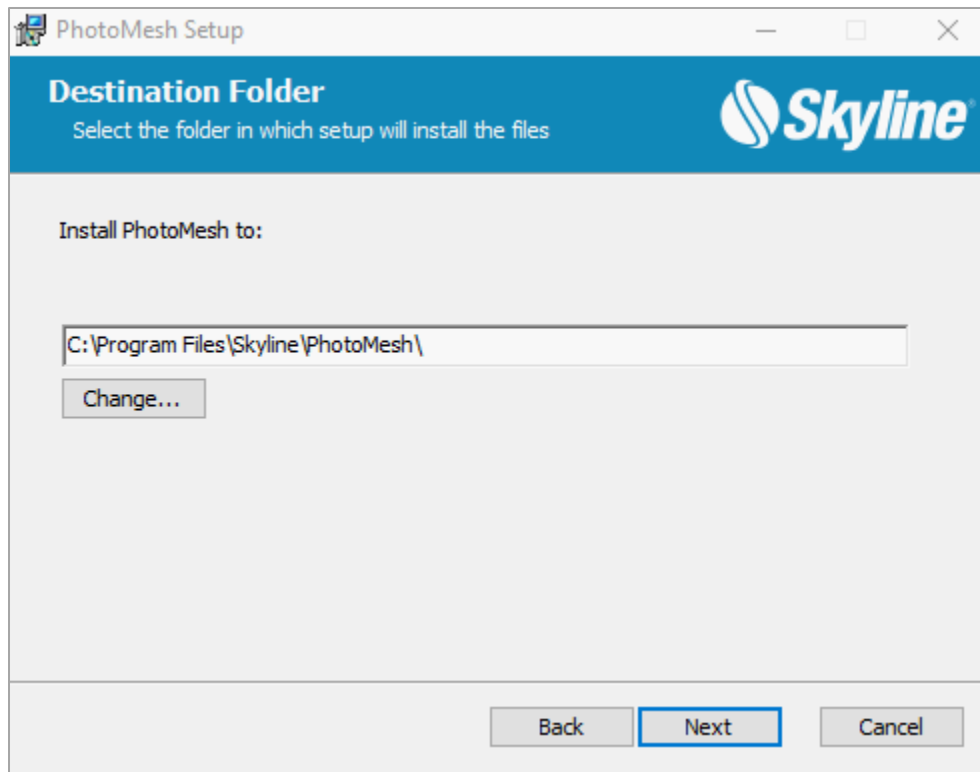 PhotoMesh Setup
Destination Folder
Select the folder in which setup will install the files
Skyline®
Install PhotoMesh to:
C:\Program Files\Skyline\PhotoMesh\
Change...
Back
Next
Cancel